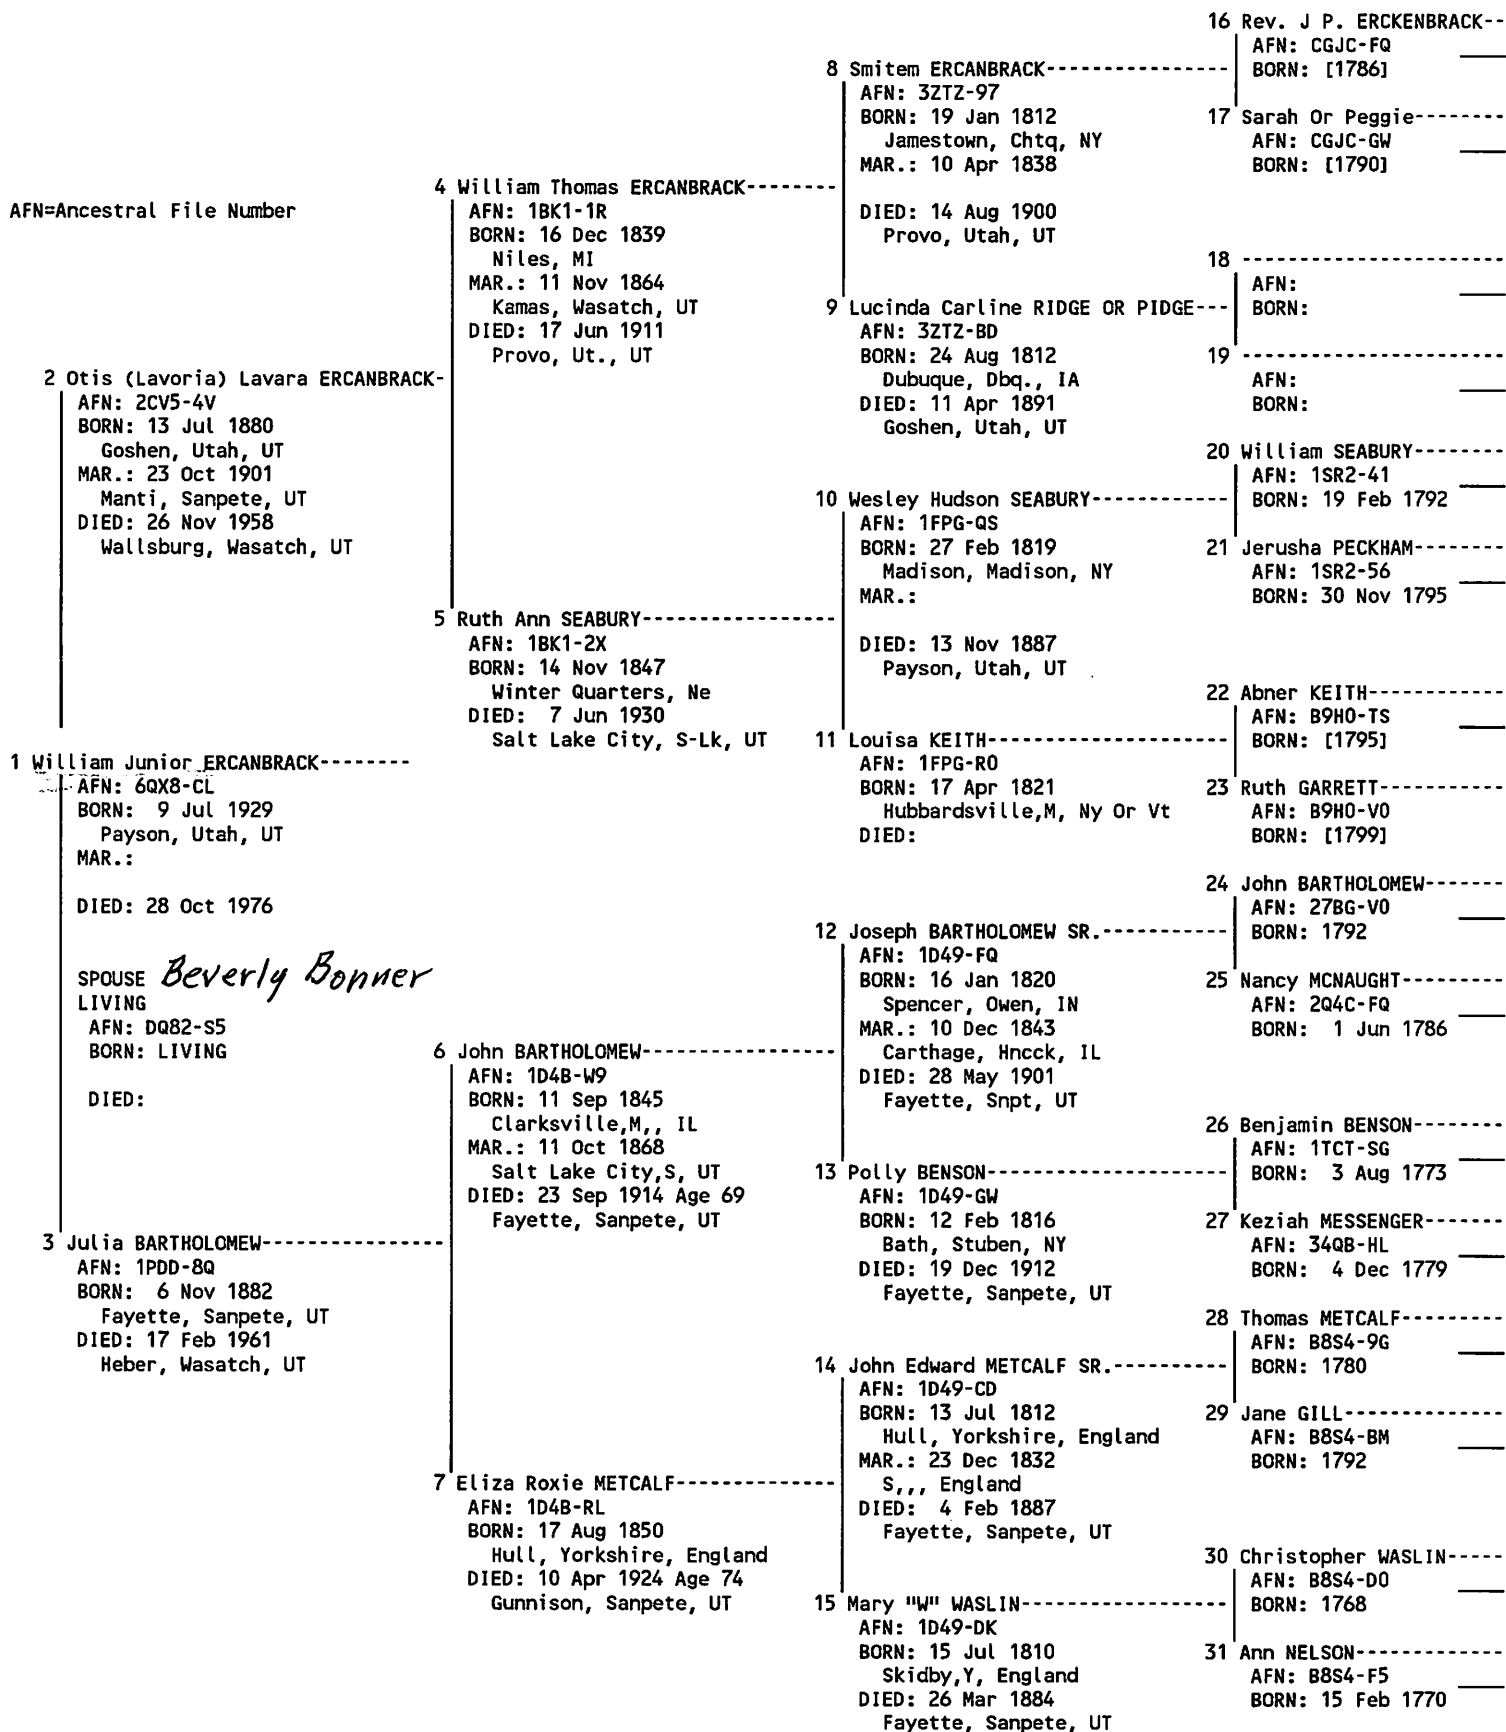 AFN=Ancestral File Number
1 William Junior ERCANBRACK--------
AFN: 6QX8-CL
BORN:  9 Jul 1929
Payson, Utah, UT
MAR.:
DIED: 28 Oct 1976
SPOUSE Beverly Bonner
LIVING
AFN: DQ82-S5
BORN: LIVING
DIED:
2 Otis (Lavoria) Lavara ERCANBRACK-
AFN: 2CV5-4V
BORN: 13 Jul 1880
Goshen, Utah, UT
MAR.: 23 Oct 1901
Manti, Sanpete, UT
DIED: 26 Nov 1958
Wallsburg, Wasatch, UT
3 Julia BARTHOLOMEW----------------
AFN: 1PDD-8Q
BORN:  6 Nov 1882
Fayette, Sanpete, UT
DIED: 17 Feb 1961
Heber, Wasatch, UT
4 William Thomas ERCANBRACK--------
AFN: 1BK1-1R
BORN: 16 Dec 1839
Niles, MI
MAR.: 11 Nov 1864
Kamas, Wasatch, UT
DIED: 17 Jun 1911
Provo, Ut., UT
5 Ruth Ann SEABURY-----------------
AFN: 1BK1-2X
BORN: 14 Nov 1847
Winter Quarters, Ne
DIED:  7 Jun 1930
Salt Lake City, S-Lk, UT
6 John BARTHOLOMEW-----------------
AFN: 1D4B-W9
BORN: 11 Sep 1845
Clarksville,M,, IL
MAR.: 11 Oct 1868
Salt Lake City,S, UT
DIED: 23 Sep 1914 Age 69
Fayette, Sanpete, UT
7 Eliza Roxie METCALF--------------
AFN: 1D4B-RL
BORN: 17 Aug 1850
Hull, Yorkshire, England
DIED: 10 Apr 1924 Age 74
Gunnison, Sanpete, UT
8 Smitem ERCANBRACK----------------
AFN: 3ZTZ-97
BORN: 19 Jan 1812
Jamestown, Chtq, NY
MAR.: 10 Apr 1838
DIED: 14 Aug 1900
Provo, Utah, UT
9 Lucinda Carline RIDGE OR PIDGE---
AFN: 3ZTZ-BD
BORN: 24 Aug 1812
Dubuque, Dbq., IA
DIED: 11 Apr 1891
Goshen, Utah, UT
10 Wesley Hudson SEABURY------------
AFN: 1FPG-QS
BORN: 27 Feb 1819
Madison, Madison, NY
MAR.:
DIED: 13 Nov 1887
Payson, Utah, UT
11 Louisa KEITH---------------------
AFN: 1FPG-R0
BORN: 17 Apr 1821
Hubbardsville,M, Ny Or Vt
DIED:
12 Joseph BARTHOLOMEW SR.-----------
AFN: 1D49-FQ
BORN: 16 Jan 1820
Spencer, Owen, IN
MAR.: 10 Dec 1843
Carthage, Hncck, IL
DIED: 28 May 1901
Fayette, Snpt, UT
13 Polly BENSON---------------------
AFN: 1D49-GW
BORN: 12 Feb 1816
Bath, Stuben, NY
DIED: 19 Dec 1912
Fayette, Sanpete, UT
14 John Edward METCALF SR.----------
AFN: 1D49-CD
BORN: 13 Jul 1812
Hull, Yorkshire, England
MAR.: 23 Dec 1832
S,,, England
DIED:  4 Feb 1887
Fayette, Sanpete, UT
15 Mary "W" WASLIN------------------
AFN: 1D49-DK
BORN: 15 Jul 1810
Skidby,Y, England
DIED: 26 Mar 1884
Fayette, Sanpete, UT
16 Rev. J P. ERCKENBRACK--
AFN: CGJC-FQ
BORN: [1786]
17 Sarah Or Peggie--------
AFN: CGJC-GW
BORN: [1790]
18 -----------------------
AFN:
BORN:
19 -----------------------
AFN:
BORN:
20 William SEABURY--------
AFN: 1SR2-41
BORN: 19 Feb 1792
21 Jerusha PECKHAM--------
AFN: 1SR2-56
BORN: 30 Nov 1795
22 Abner KEITH------------
AFN: B9H0-TS
BORN: [1795]
23 Ruth GARRETT-----------
AFN: B9H0-V0
BORN: [1799]
24 John BARTHOLOMEW-------
AFN: 27BG-V0
BORN: 1792
25 Nancy MCNAUGHT---------
AFN: 2Q4C-FQ
BORN:  1 Jun 1786
26 Benjamin BENSON--------
AFN: 1TCT-SG
BORN:  3 Aug 1773
27 Keziah MESSENGER-------
AFN: 34QB-HL
BORN:  4 Dec 1779
28 Thomas METCALF---------
AFN: B8S4-9G
BORN: 1780
29 Jane GILL--------------
AFN: B8S4-BM
BORN: 1792
30 Christopher WASLIN-----
AFN: B8S4-D0
BORN: 1768
31 Ann NELSON-------------
AFN: B8S4-F5
BORN: 15 Feb 1770